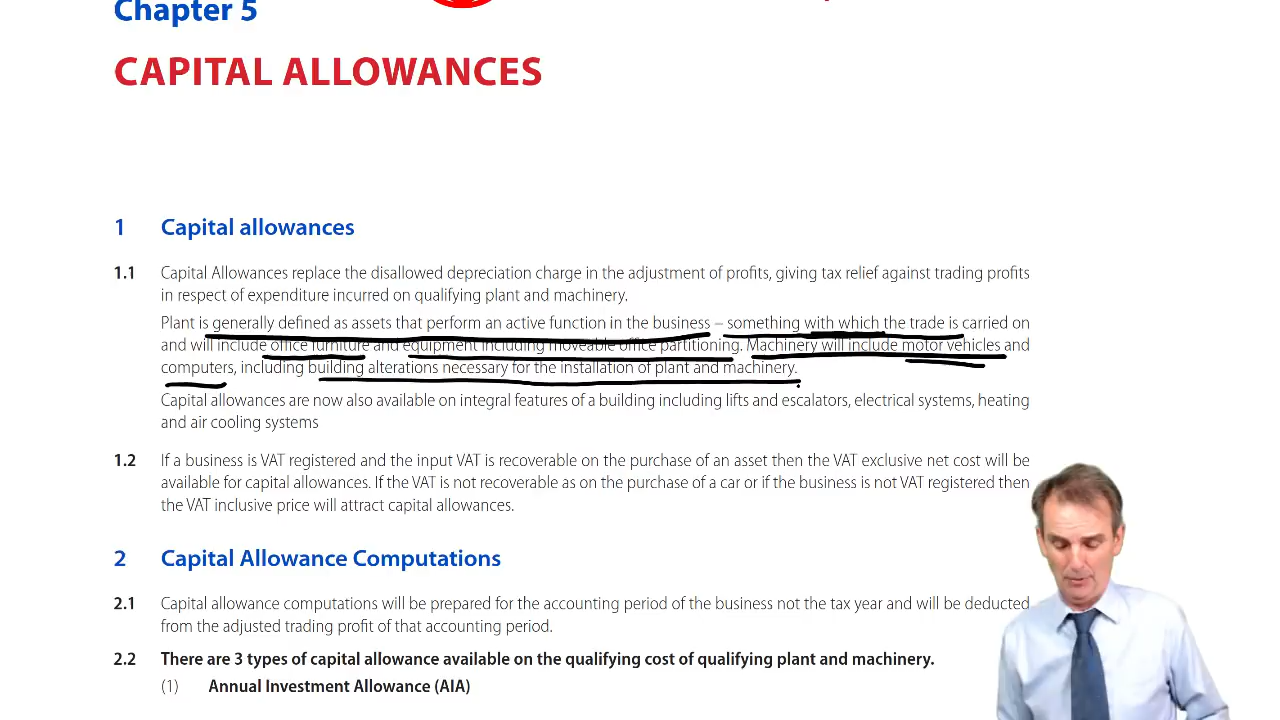 Chapter 5
CAPITAL ALLOWANCES
1 Capital allowances
1.1 Capital Allowances replace the disallowed depreciation charge in the adjustment of profits, giving tax relief against trading profits
in respect of expenditure incurred on qualifying plant and machinery.
Plant is generally defined as assets that perform an active function in the business – something with which the trade is carried on
and will include office furniture and equipment including moveable office partitioning. Machinery will include motor vehicles and
computers, including building alterations necessary for the installation of plant and machinery.
Capital allowances are now also available on integral features of a building including lifts and escalators, electrical systems, heating
and air cooling systems
1.2 If a business is VAT registered and the input VAT is recoverable on the purchase of an asset then the VAT exclusive net cost will be
available for capital allowances. If the VAT is not recoverable as on the purchase of a car or if the business is not VAT registered then
the VAT inclusive price will attract capital allowances.
2 Capital Allowance Computations
2.1 Capital allowance computations will be prepared for the accounting period of the business not the tax year and will be deducted
from the adjusted trading profit of that accounting period.
2.2 There are 3 types of capital allowance available on the qualifying cost of qualifying plant and machinery.
(1) Annual Investment Allowance (AIA)